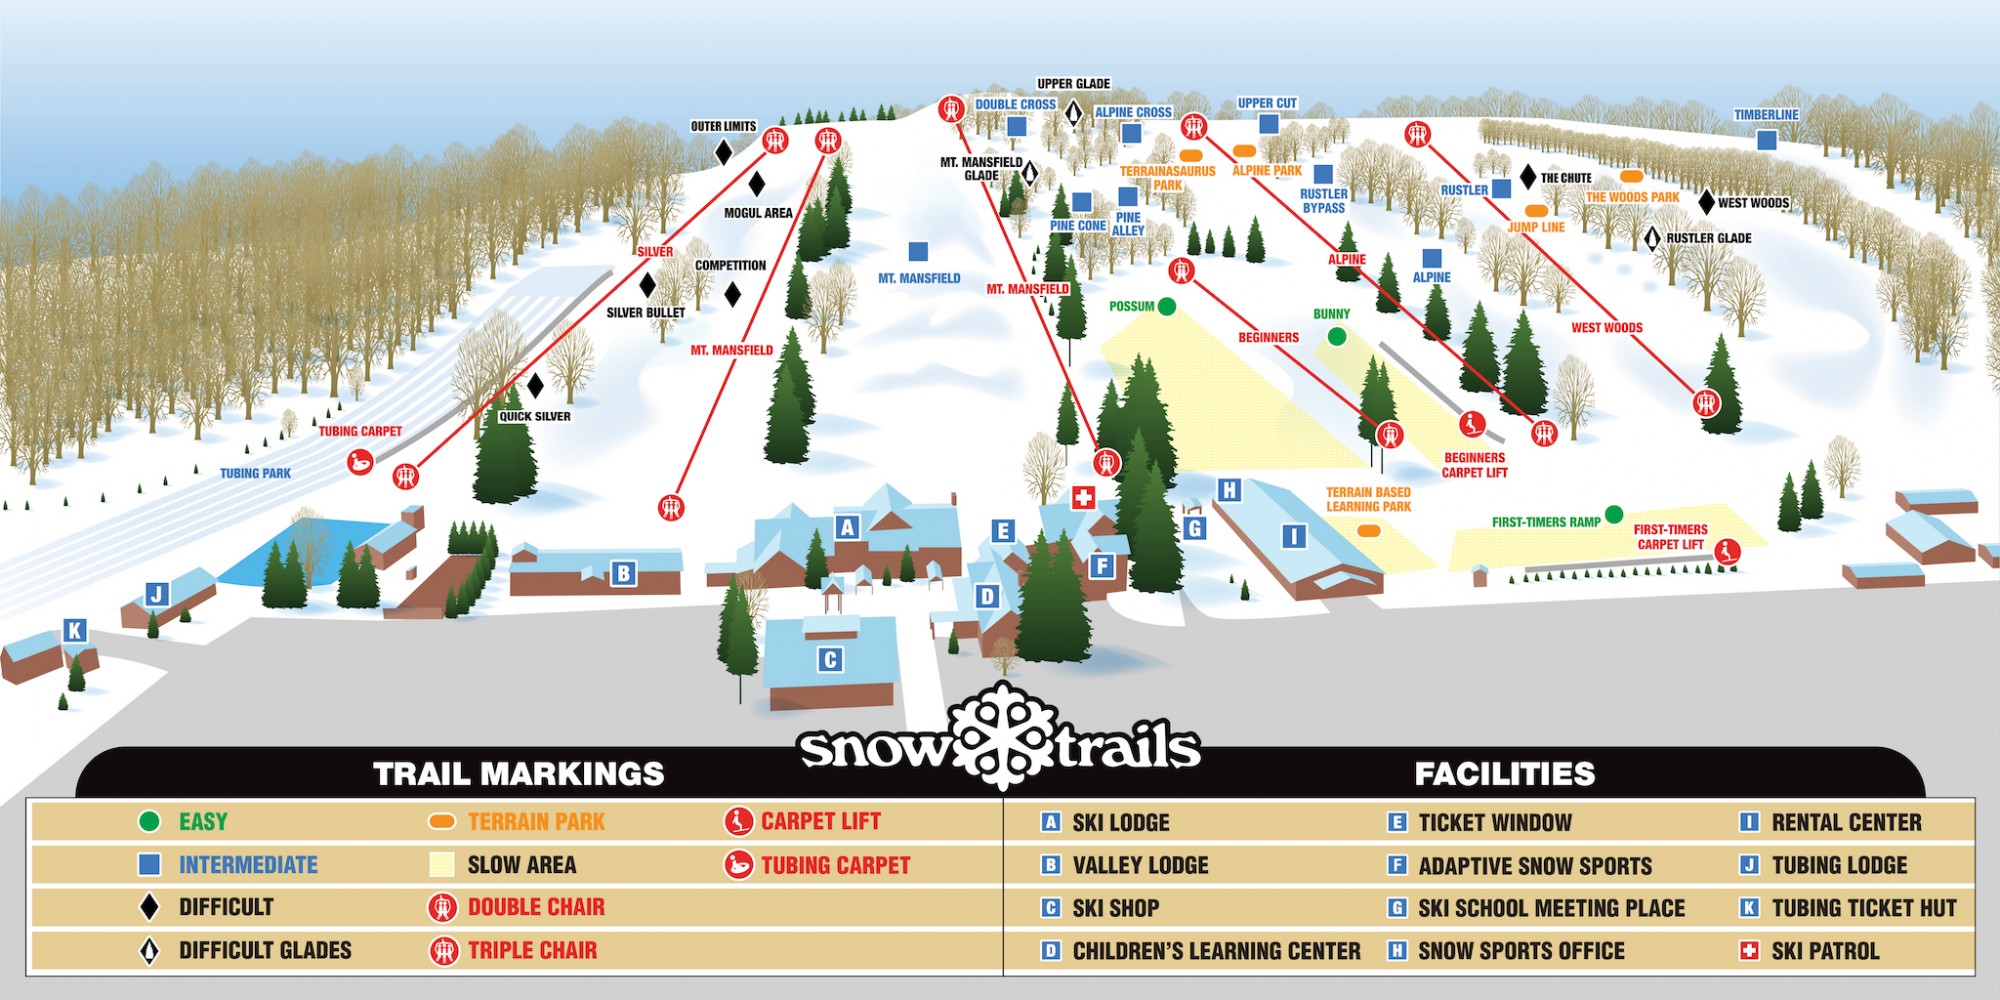 UPPER GLADE
DOUBLE CROSS
ALPINE CROSS
UPPER CUT
TIMBERLINE
OUTER LIMITS
MT. MANSFIELD
GLADE
TERRAINASAURUS
PARK
ALPINE PARK
RUSTLER
BYPASS
RUSTLER
THE CHUTE
THE WOODS PARK
WEST WOODS
MOGUL AREA
PINE CONE
PINE
ALLEY
JUMP LINE
RUSTLER GLADE
SILVER
COMPETITION
MT. MANSFIELD
MT. MANSFIELD
ALPINE
ALPINE
SILVER BULLET
POSSUM
BUNNY
BEGINNERS
WEST WOODS
MT. MANSFIELD
QUICK SILVER
TUBING CARPET
TUBING PARK
BEGINNERS
CARPET LIFT
TERRAIN BASED
LEARNING PARK
FIRST-TIMERS RAMP
FIRST-TIMERS
CARPET LIFT
H
A
E
G
I
B
F
J
D
K
C
snow trails
TRAIL MARKINGS
EASY
TERRAIN PARK
CARPET LIFT
INTERMEDIATE
SLOW AREA
TUBING CARPET
DIFFICULT
DOUBLE CHAIR
DIFFICULT GLADES
TRIPLE CHAIR
FACILITIES
A SKI LODGE
E TICKET WINDOW
I RENTAL CENTER
B VALLEY LODGE
F ADAPTIVE SNOW SPORTS
J TUBING LODGE
C SKI SHOP
G SKI SCHOOL MEETING PLACE
K TUBING TICKET HUT
D CHILDREN'S LEARNING CENTER
H SNOW SPORTS OFFICE
SKI PATROL